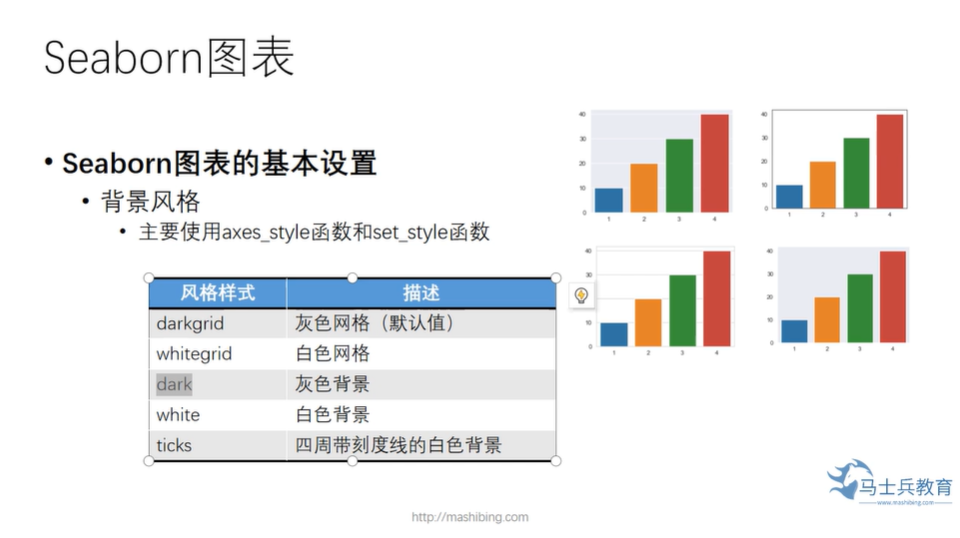 Seaborn图表
• Seaborn图表的基本设置
• 背景风格
• 主要使用axes_style函数和set_style函数
风格样式 描述
darkgrid 灰色网格（默认值）
whitegrid 白色网格
dark 灰色背景
white 白色背景
ticks 四周带刻度线的白色背景
40
30
20
10
0
1 2 3 4
40
30
20
10
0
1 2 3 4
40
30
10
0
1 2 3 4
40
30
20
10
0
1 2 3 4
马士兵教育
www.mashibing.com
http://mashibing.com